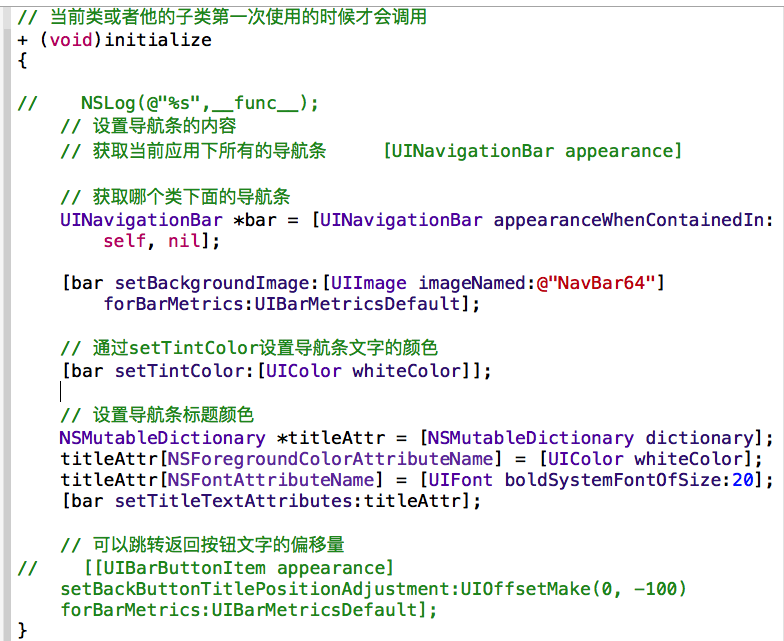 // 当前类或者他的子类第一次使用的时候才会调用
+ (void)initialize
{
//    NSLog(@"%s",__func__);
    // 设置导航条的内容
    // 获取当前应用下所有的导航条      [UINavigationBar appearance]
    // 获取哪个类下面的导航条
    UINavigationBar *bar = [UINavigationBar appearanceWhenContainedIn:
        self, nil];
    [bar setBackgroundImage:[UIImage imageNamed:@"NavBar64"]
        forBarMetrics:UIBarMetricsDefault];
    // 通过setTintColor设置导航条文字的颜色
    [bar setTintColor:[UIColor whiteColor]];
    // 设置导航条标题颜色
    NSMutableDictionary *titleAttr = [NSMutableDictionary dictionary];
    titleAttr[NSForegroundColorAttributeName] = [UIColor whiteColor];
    titleAttr[NSFontAttributeName] = [UIFont boldSystemFontOfSize:20];
    [bar setTitleTextAttributes:titleAttr];
    // 可以跳转返回按钮文字的偏移量
//    [[UIBarButtonItem appearance]
    setBackButtonTitlePositionAdjustment:UIOffsetMake(0, -100)
    forBarMetrics:UIBarMetricsDefault];
}